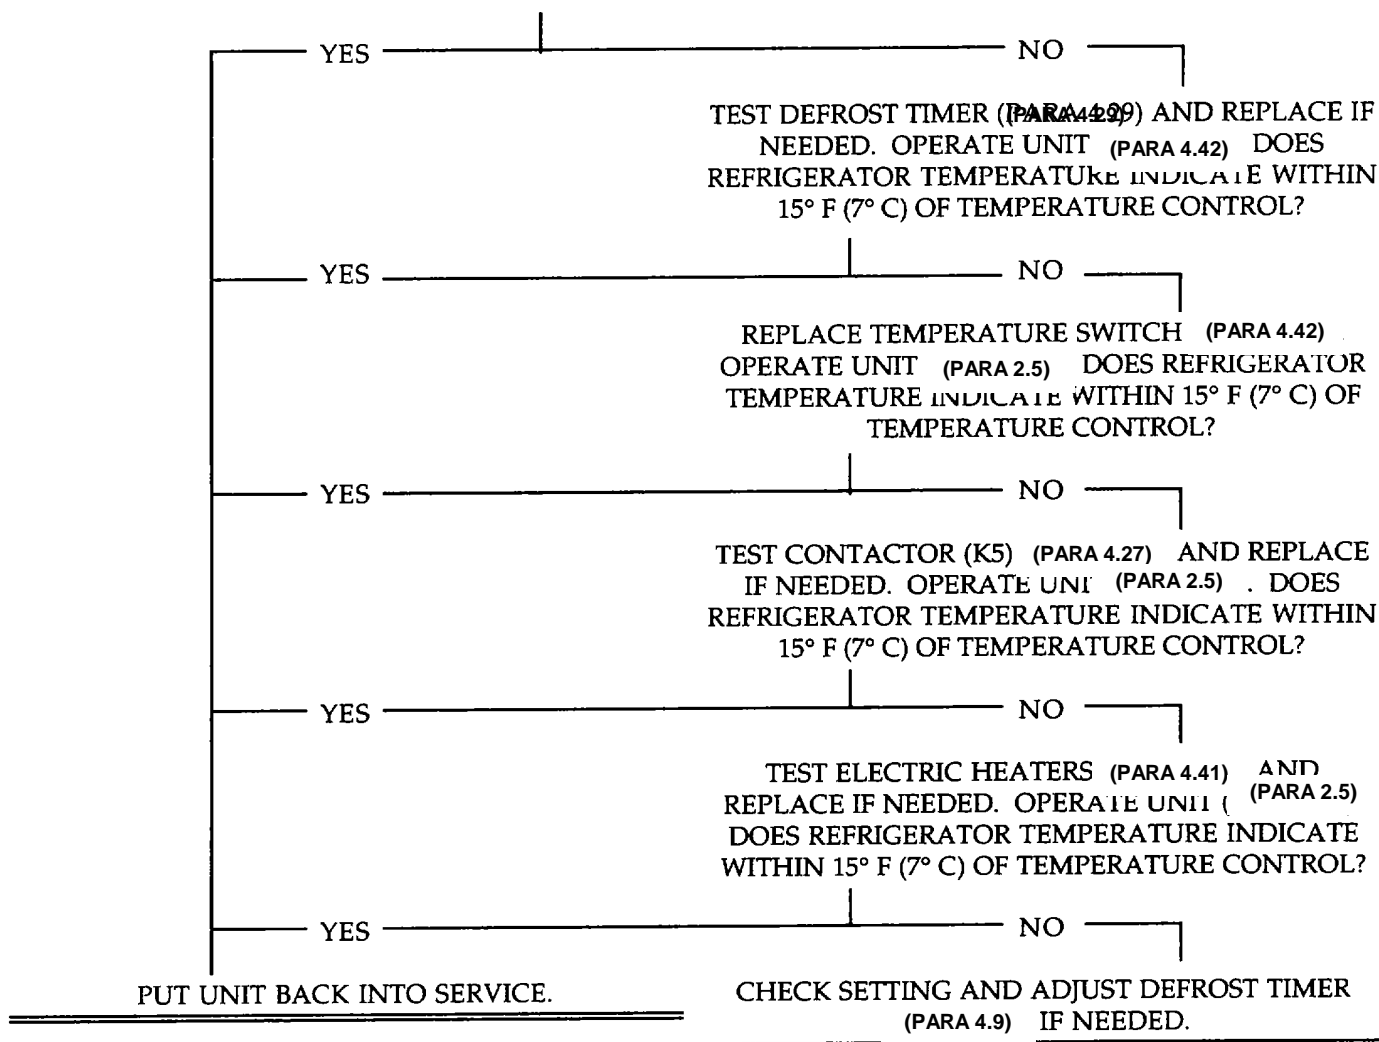 YES NO
TEST DEFROST TIMER (PARA 4.29) AND REPLACE IF
NEEDED. OPERATE UNIT (PARA 4.42) DOES
REFRIGERATOR TEMPERATURE INDICATE WITHIN
15° F (7° C) OF TEMPERATURE CONTROL?
YES NO
REPLACE TEMPERATURE SWITCH (PARA 4.42)
OPERATE UNIT (PARA 2.5) DOES REFRIGERATOR
TEMPERATURE INDICATE WITHIN 15° F (7° C) OF
TEMPERATURE CONTROL?
YES NO
TEST CONTACTOR (K5) (PARA 4.27) AND REPLACE
IF NEEDED. OPERATE UNI (PARA 2.5) . DOES
REFRIGERATOR TEMPERATURE INDICATE WITHIN
15° F (7° C) OF TEMPERATURE CONTROL?
YES NO
TEST ELECTRIC HEATERS (PARA 4.41) AND
REPLACE IF NEEDED. OPERATE UNIT ( (PARA 2.5)
DOES REFRIGERATOR TEMPERATURE INDICATE
WITHIN 15° F (7° C) OF TEMPERATURE CONTROL?
YES NO
PUT UNIT BACK INTO SERVICE.
CHECK SETTING AND ADJUST DEFROST TIMER
(PARA 4.9) IF NEEDED.